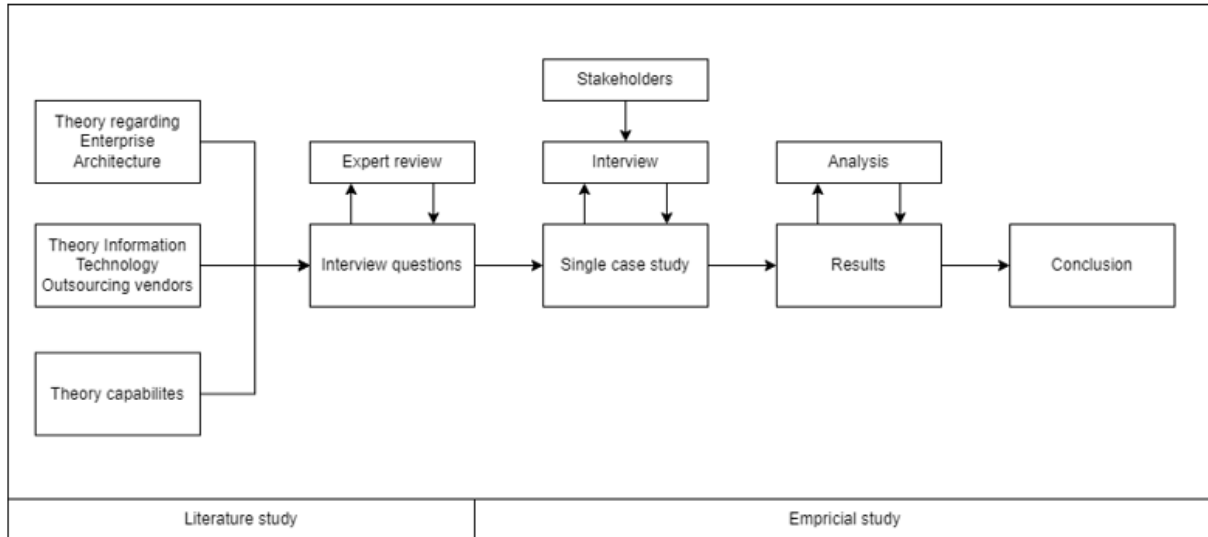 Stakeholders
Theory regarding
Enterprise
Architecture
Expert review
Interview
Analysis
Theory Information
Technology
Outsourcing vendors
Interview questions
Single case study
Results
Conclusion
Theory capabilites
Literature study
Empricial study